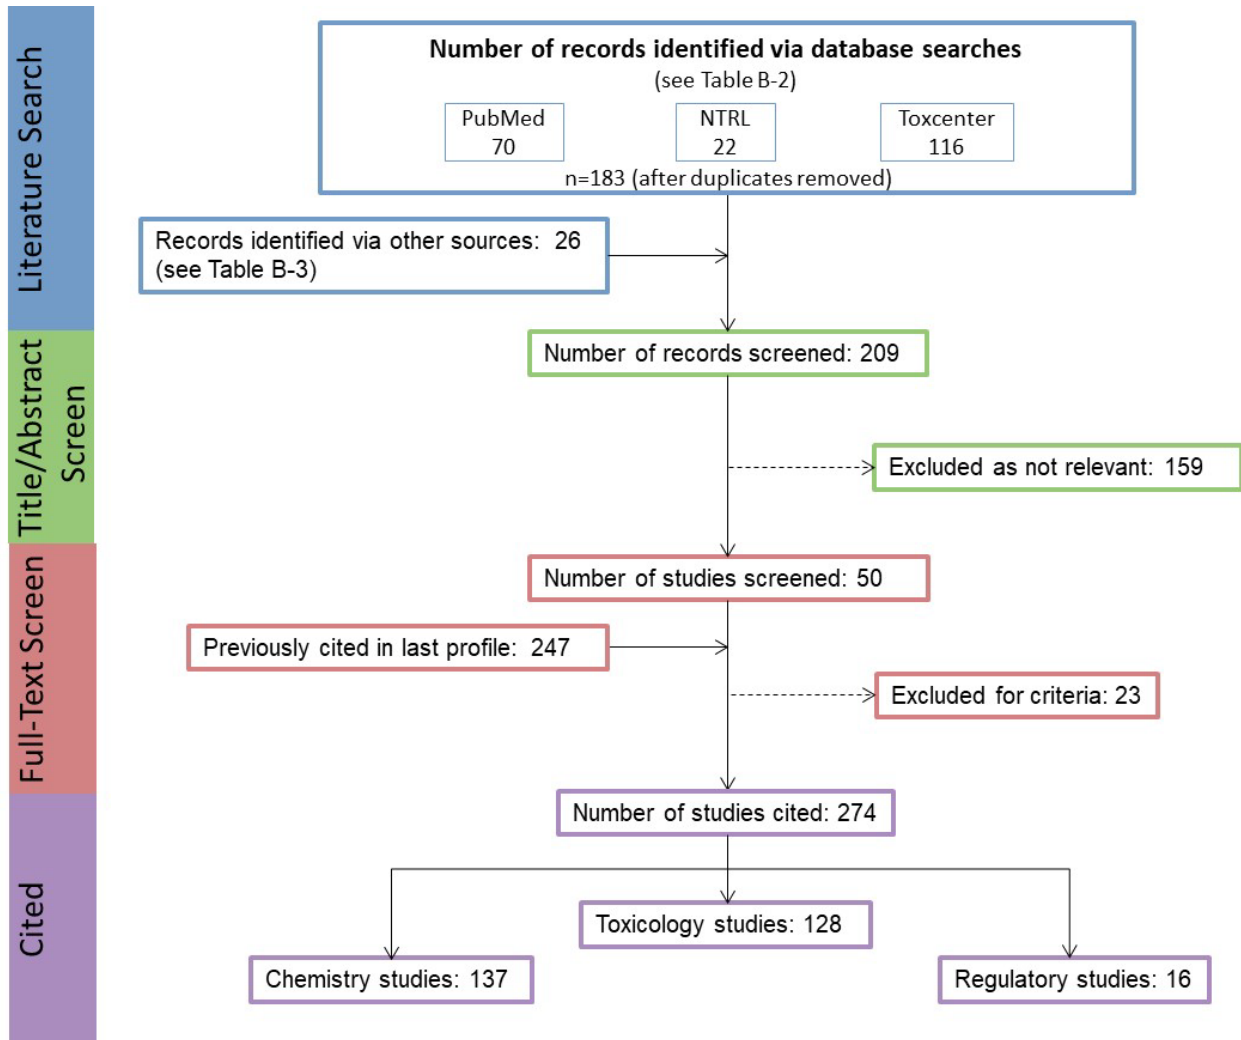 Literature Search
Number of records identified via database searches
(see Table B-2)
PubMed
70
NTRL
22
Toxcenter
116
n=183 (after duplicates removed)
Records identified via other sources: 26
(see Table B-3)
Title/Abstract
Screen
Number of records screened: 209
Excluded as not relevant: 159
Full-Text Screen
Number of studies screened: 50
Previously cited in last profile: 247
Excluded for criteria: 23
Cited
Number of studies cited: 274
Toxicology studies: 128
Chemistry studies: 137
Regulatory studies: 16